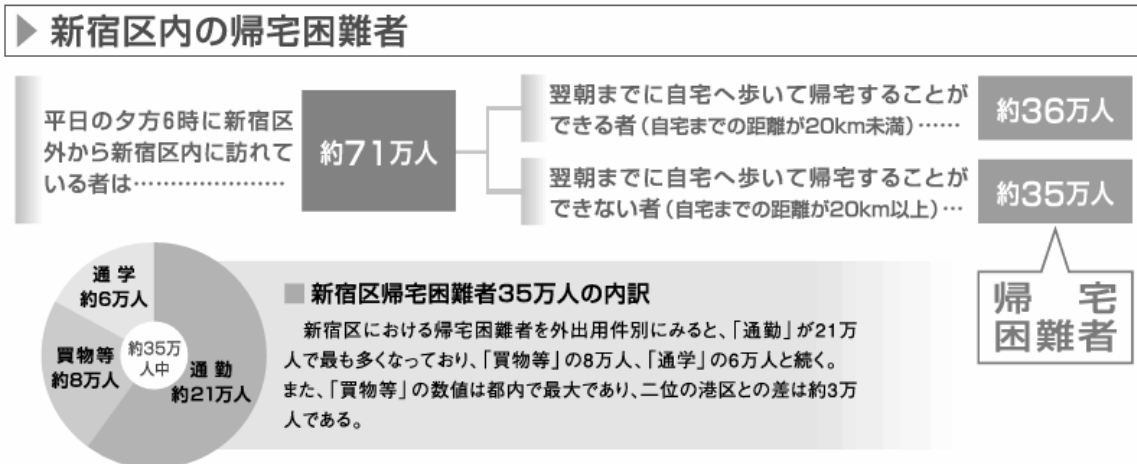 ▶ 新宿区内の帰宅困難者
平日の夕方6時に新宿区
外から新宿区内に訪れて
いる者は…………………
約71万人
翌朝までに自宅へ歩いて帰宅することが
できる者(自宅までの距離が20km未満)……
約36万人
翌朝までに自宅へ歩いて帰宅することが
できない者(自宅までの距離が20km以上)…
約35万人
帰宅
困難者
通学
約6万人
買物等
約8万人
約35万
人中
通勤
約21万人
■ 新宿区帰宅困難者35万人の内訳
新宿区における帰宅困難者を外出用件別にみると、「通勤」が21万
人で最も多くなっており、「買物等」の8万人、「通学」の6万人と続く。
また、「買物等」の数値は都内で最大であり、二位の港区との差は約3万
人である。